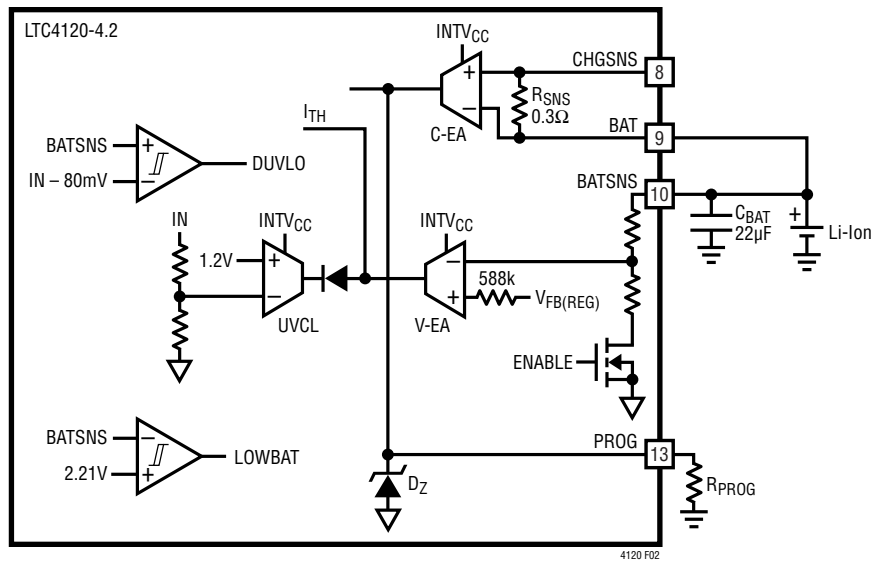 LTC4120-4.2
INTVCC
CHGSNS
8
+
RSNS
0.3Ω
ITH
−
C-EA
BAT
9
BATSNS
+
DUVLO
IN – 80mV
−
BATSNS
10
IN
INTVCC
INTVCC
CBAT
22µF
+
Li-Ion
1.2V
+
−
588k
−
+
VFB(REG)
UVCL
V-EA
ENABLE
BATSNS
−
LOWBAT
2.21V
+
PROG
13
DZ
RPROG
4120 F02